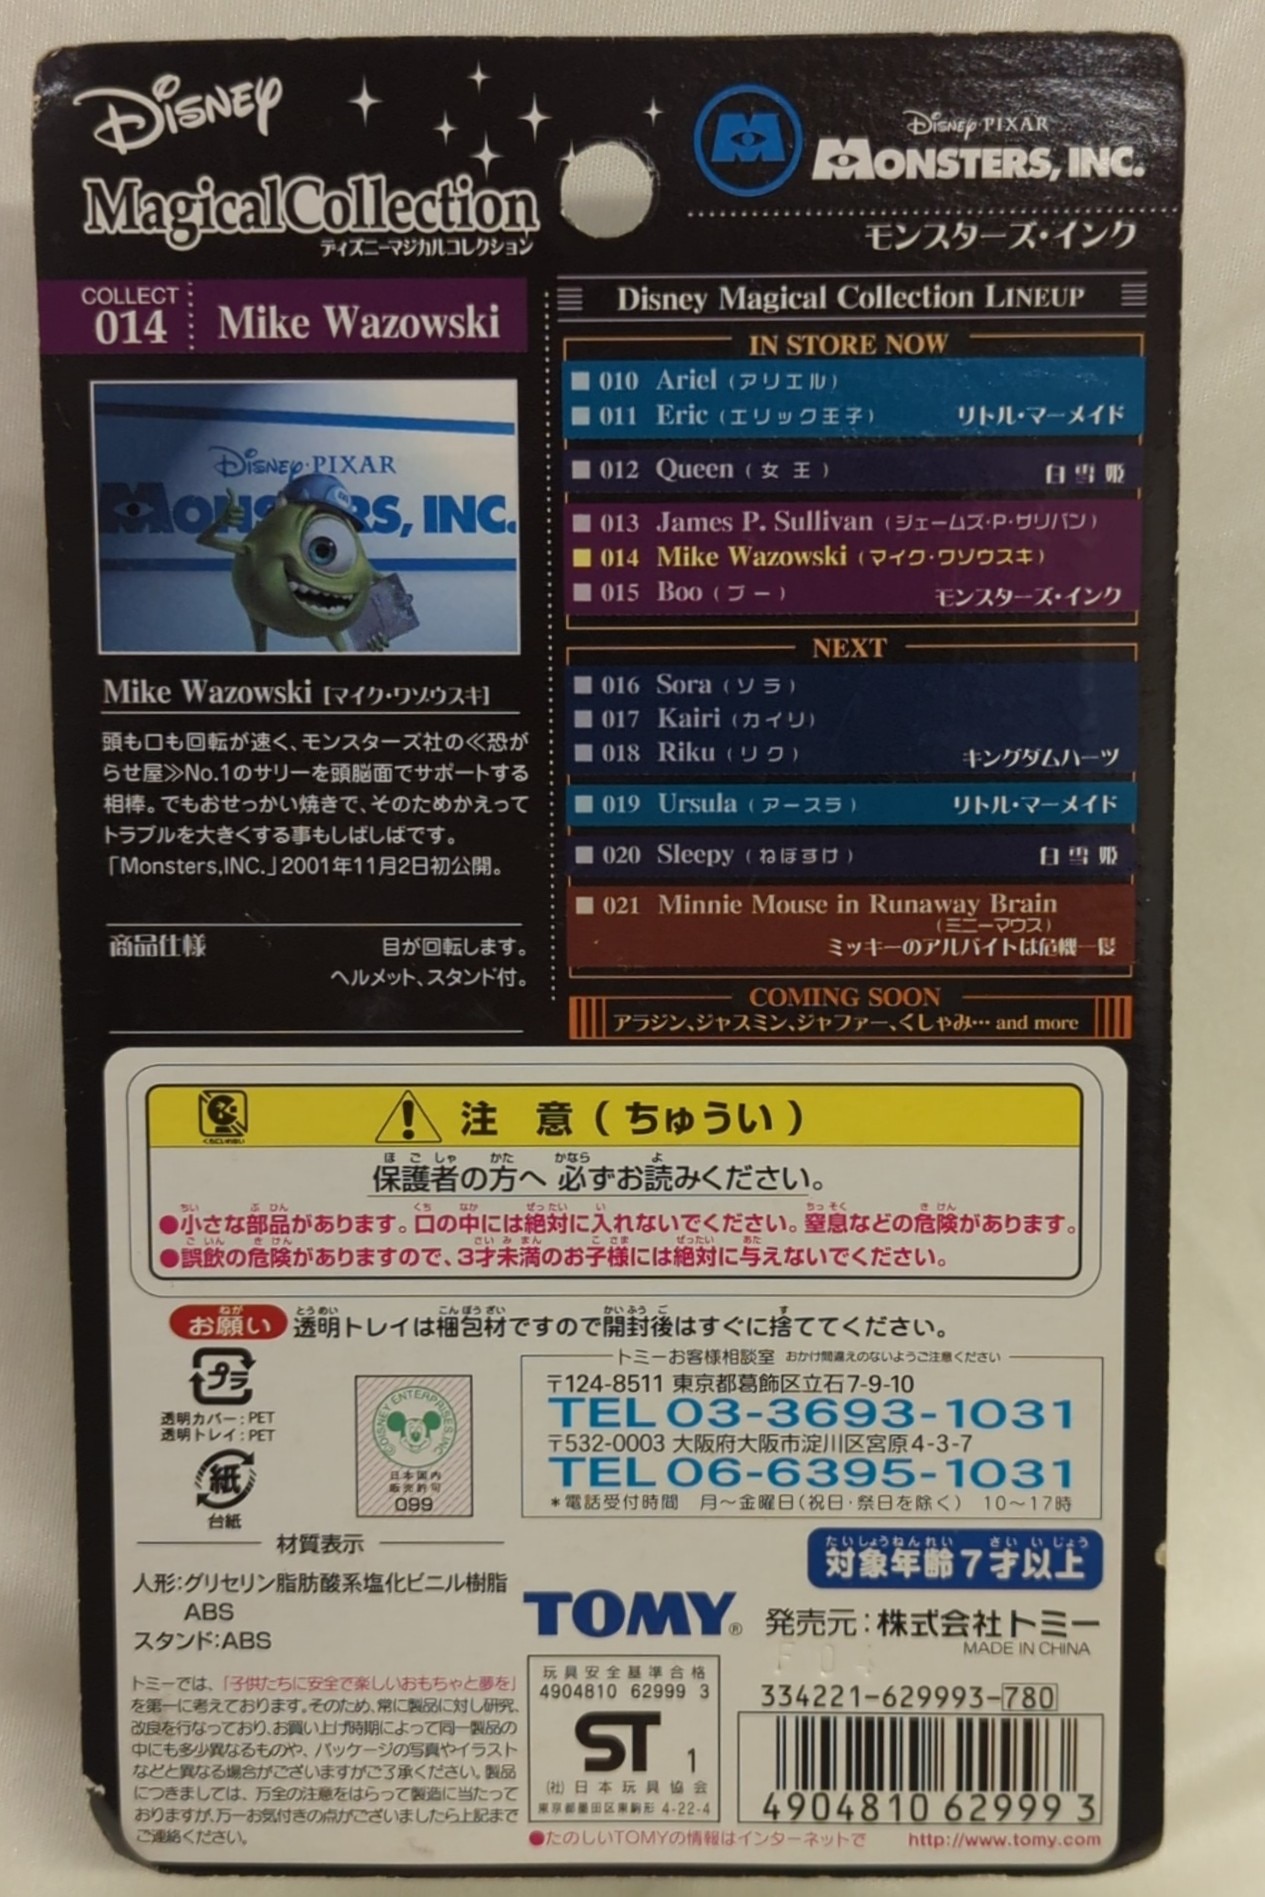 Disney
MagicalCollection
ディズニーマジカルコレクション
Disney·PIXAR
MONSTERS, INC.
モンスターズ・インク
COLLECT
014
Mike Wazowski
Disney·PIXAR
MONSTERS, INC.
Mike Wazowski [マイク・ワゾウスキ]
頭も口も回転が速く、モンスターズ社の≪恐が
らせ屋≫No.1のサリーを頭脳面でサポートする
相棒。でもおせっかい焼きで、そのためかえって
トラブルを大きくする事もしばしばです。
「Monsters,INC.」2001年11月2日初公開。
商品仕様 目が回転します。
ヘルメット、スタンド付。
Disney Magical Collection LINEUP
IN STORE NOW
010 Ariel (アリエル)
011 Eric (エリック王子) リトル・マーメイド
012 Queen (女王) 白雪姫
013 James P. Sullivan (ジェームズ・P・サリバン)
014 Mike Wazowski (マイク・ワゾウスキ)
015 Boo (ブー) モンスターズ・インク
NEXT
016 Sora (ソラ)
017 Kairi (カイリ)
018 Riku (リク) キングダムハーツ
019 Ursula (アースラ) リトル・マーメイド
020 Sleepy (ねぼすけ) 白雪姫
021 Minnie Mouse in Runaway Brain
(ミニーマウス)
ミッキーのアルバイトは危機一髪
COMING SOON
アラジン、ジャスミン、ジャファー、くしゃみ… and more
注 意 ( ちゅうい )
保護者の方へ 必ずお読みください。
●小さな部品があります。口の中には絶対に入れないでください。窒息などの危険があります。
●誤飲の危険がありますので、3才未満のお子様には絶対に与えないでください。
お願い 透明トレイは梱包材ですので開封後はすぐに捨ててください。
プラ
透明カバー:PET
透明トレイ:PET
紙
台紙
©DISNEY ENTERPRISES, INC
日本国内
販売許可
099
トミーお客様相談室 おかけ間違えのないようご注意ください
〒124-8511 東京都葛飾区立石7-9-10
TEL 03-3693-1031
〒532-0003 大阪府大阪市淀川区宮原4-3-7
TEL 06-6395-1031
*電話受付時間 月〜金曜日(祝日・祭日を除く) 10〜17時
材質表示
人形:グリセリン脂肪酸系塩化ビニル樹脂
ABS
スタンド:ABS
対象年齢7才以上
TOMY® 発売元:株式会社トミー
MADE IN CHINA
トミーでは、「子供たちに安全で楽しいおもちゃと夢を」
を第一に考えております。そのため、常に製品に対し研究、
改良を行なっており、お買い上げ時期によって同一製品の
中にも多少異なるものや、パッケージの写真やイラスト
などと異なる場合がございますがご了承ください。製品
につきましては、万全の注意をはらって製造に当たって
おりますが、万一お気付きの点がございましたら上記まで
ご連絡ください。
玩具安全基準合格
4904810 62999 3
ST 1
(社)日本玩具協会
東京都墨田区東駒形 4-22-4
334221-629993-780
4904810 629993
●たのしいTOMYの情報はインターネットで http://www.tomy.com